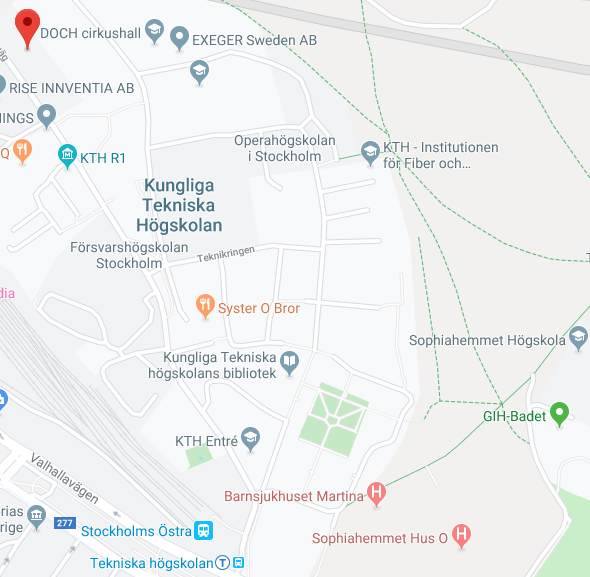 DOCH cirkushall
EXEGER Sweden AB
väg
RISE INNVENTIA AB
NINGS
Q
KTH R1
Operahögskolan
i Stockholm
KTH - Institutionen
för Fiber och...
Kungliga
Tekniska
Högskolan
Försvarshögskolan
Stockholm
Teknikringen
dia
Syster O Bror
Sophiahemmet Högskola
Kungliga Tekniska
högskolans bibliotek
GIH-Badet
KTH Entré
Valhallavägen
Barnsjukhuset Martina
H
rias
rige
277
Stockholms Östra
Sophiahemmet Hus O
H
Tekniska högskolan
T